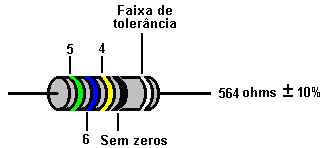 Faixa de
tolerância
5
4
564 ohms ± 10%
6
Sem zeros